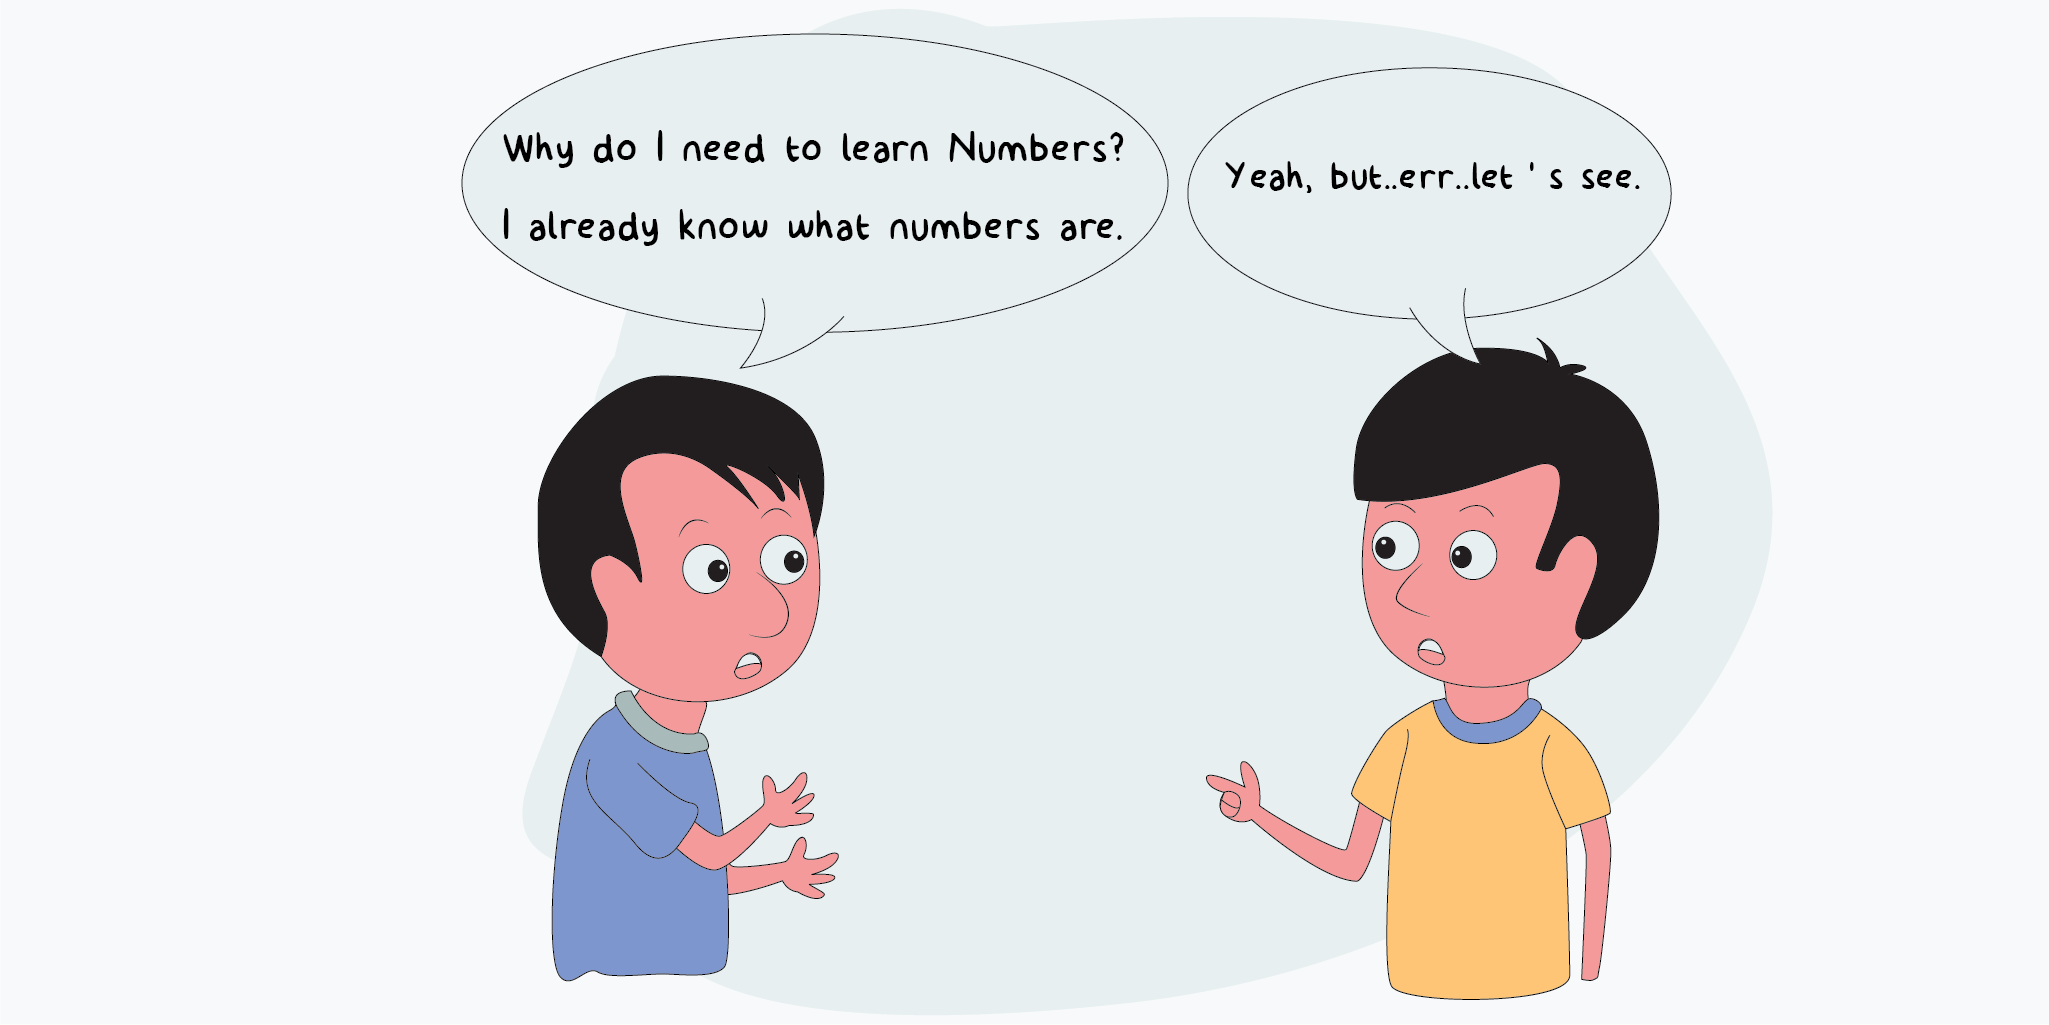 Why do I need to learn Numbers?
I already know what numbers are.
Yeah, but..err..let ' s see.